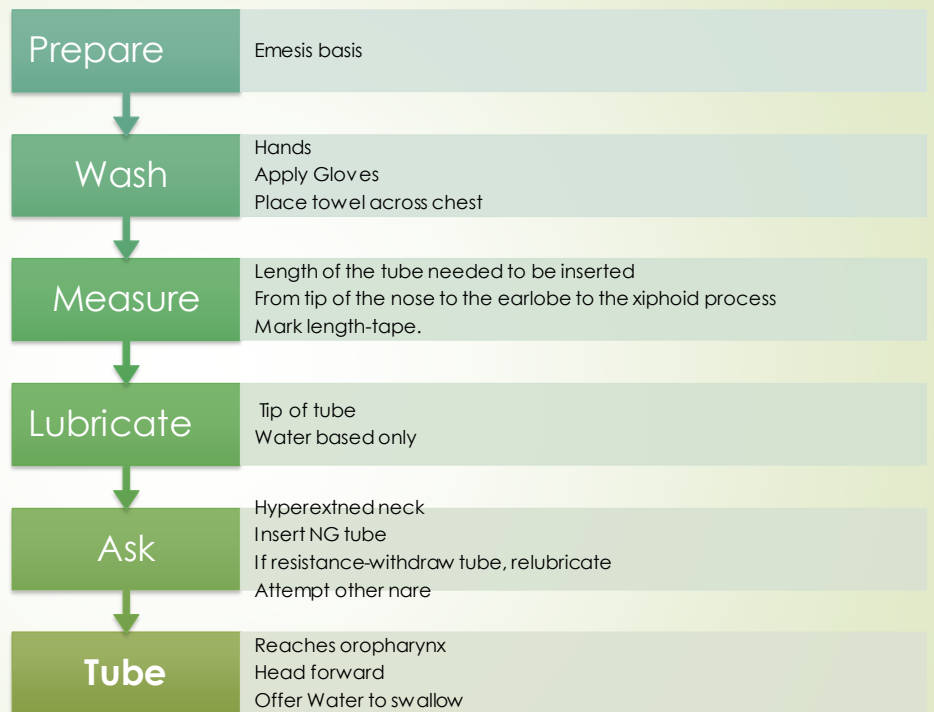 Prepare
Emesis basis
Wash
Hands
Apply Gloves
Place towel across chest
Measure
Length of the tube needed to be inserted
From tip of the nose to the earlobe to the xiphoid process
Mark length-tape.
Lubricate
Tip of tube
Water based only
Ask
Hyperextned neck
Insert NG tube
If resistance-withdraw tube, relubricate
Attempt other nare
Tube
Reaches oropharynx
Head forward
Offer Water to swallow